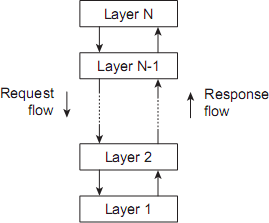 Layer N
Layer N-1
Request
flow
Response
flow
Layer 2
Layer 1